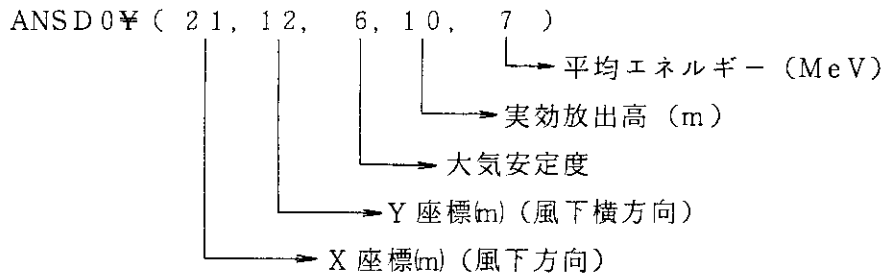 ANSD0¥( 21, 12, 6, 10, 7 )
平均エネルギー (MeV)
実効放出高 (m)
大気安定度
Y 座標(m) (風下横方向)
X 座標(m) (風下方向)